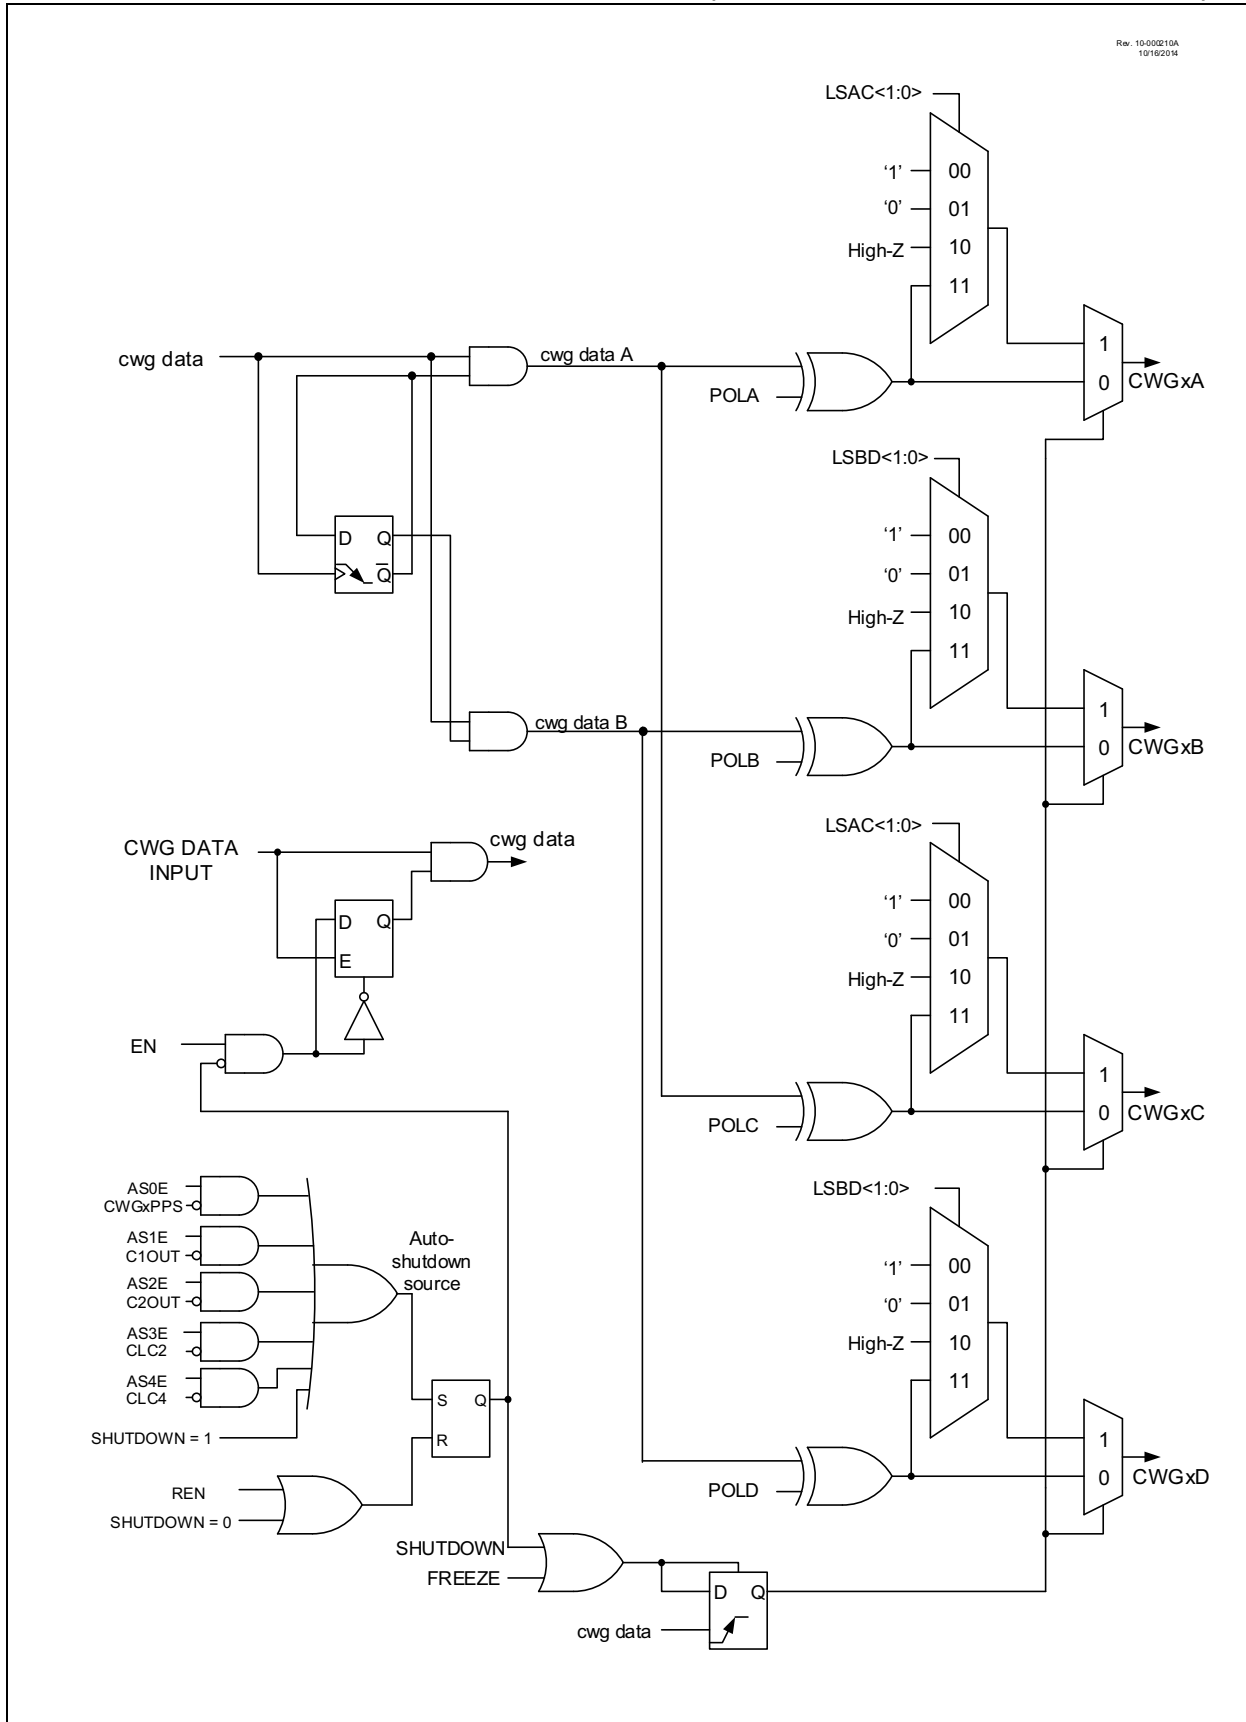 Rev. 10-000210A
10/16/2014
LSAC<1:0>
‘1’
00
‘0’
01
High-Z
10
11
cwg data
cwg data A
POLA
1
0
CWGxA
LSBD<1:0>
‘1’
00
‘0’
01
High-Z
10
11
D
Q
Q
cwg data B
POLB
1
0
CWGxB
CWG DATA
INPUT
cwg data
D
Q
E
EN
LSAC<1:0>
‘1’
00
‘0’
01
High-Z
10
11
POLC
1
0
CWGxC
AS0E
CWGxPPS
AS1E
C1OUT
AS2E
C2OUT
AS3E
CLC2
AS4E
CLC4
SHUTDOWN = 1
Auto-
shutdown
source
S
Q
R
REN
SHUTDOWN = 0
LSBD<1:0>
‘1’
00
‘0’
01
High-Z
10
11
POLD
1
0
CWGxD
SHUTDOWN
FREEZE
D
Q
cwg data